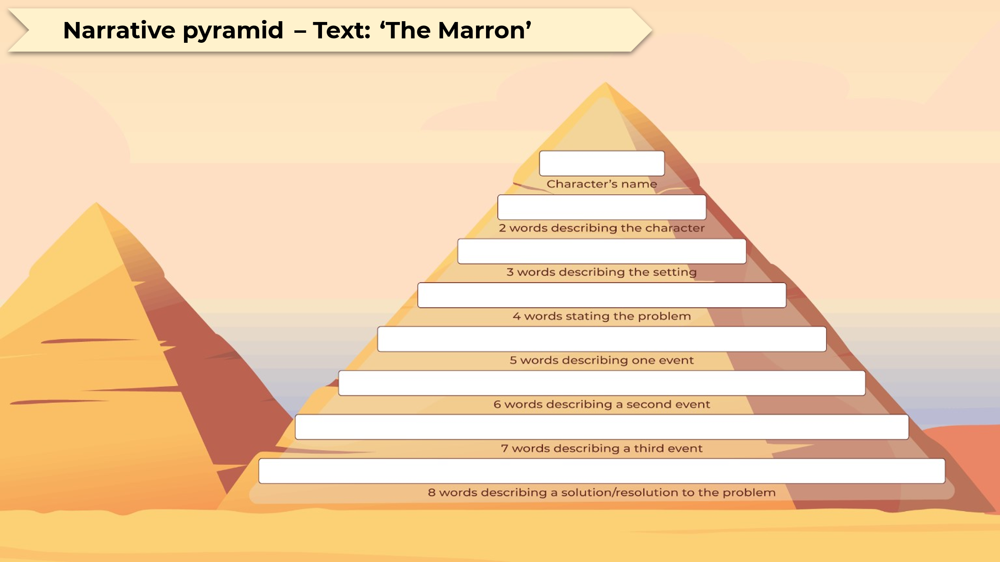 Narrative pyramid – Text: ‘The Marron’
Character’s name
2 words describing the character
3 words describing the setting
4 words stating the problem
5 words describing one event
6 words describing a second event
7 words describing a third event
8 words describing a solution/resolution to the problem